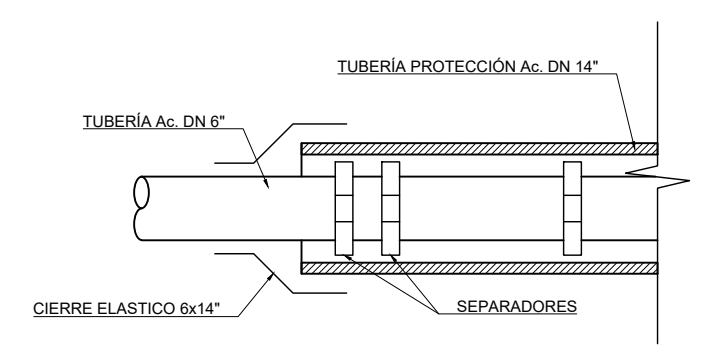 TUBERÍA PROTECCIÓN Ac. DN 14"
TUBERÍA Ac. DN 6"
CIERRE ELASTICO 6x14"
SEPARADORES